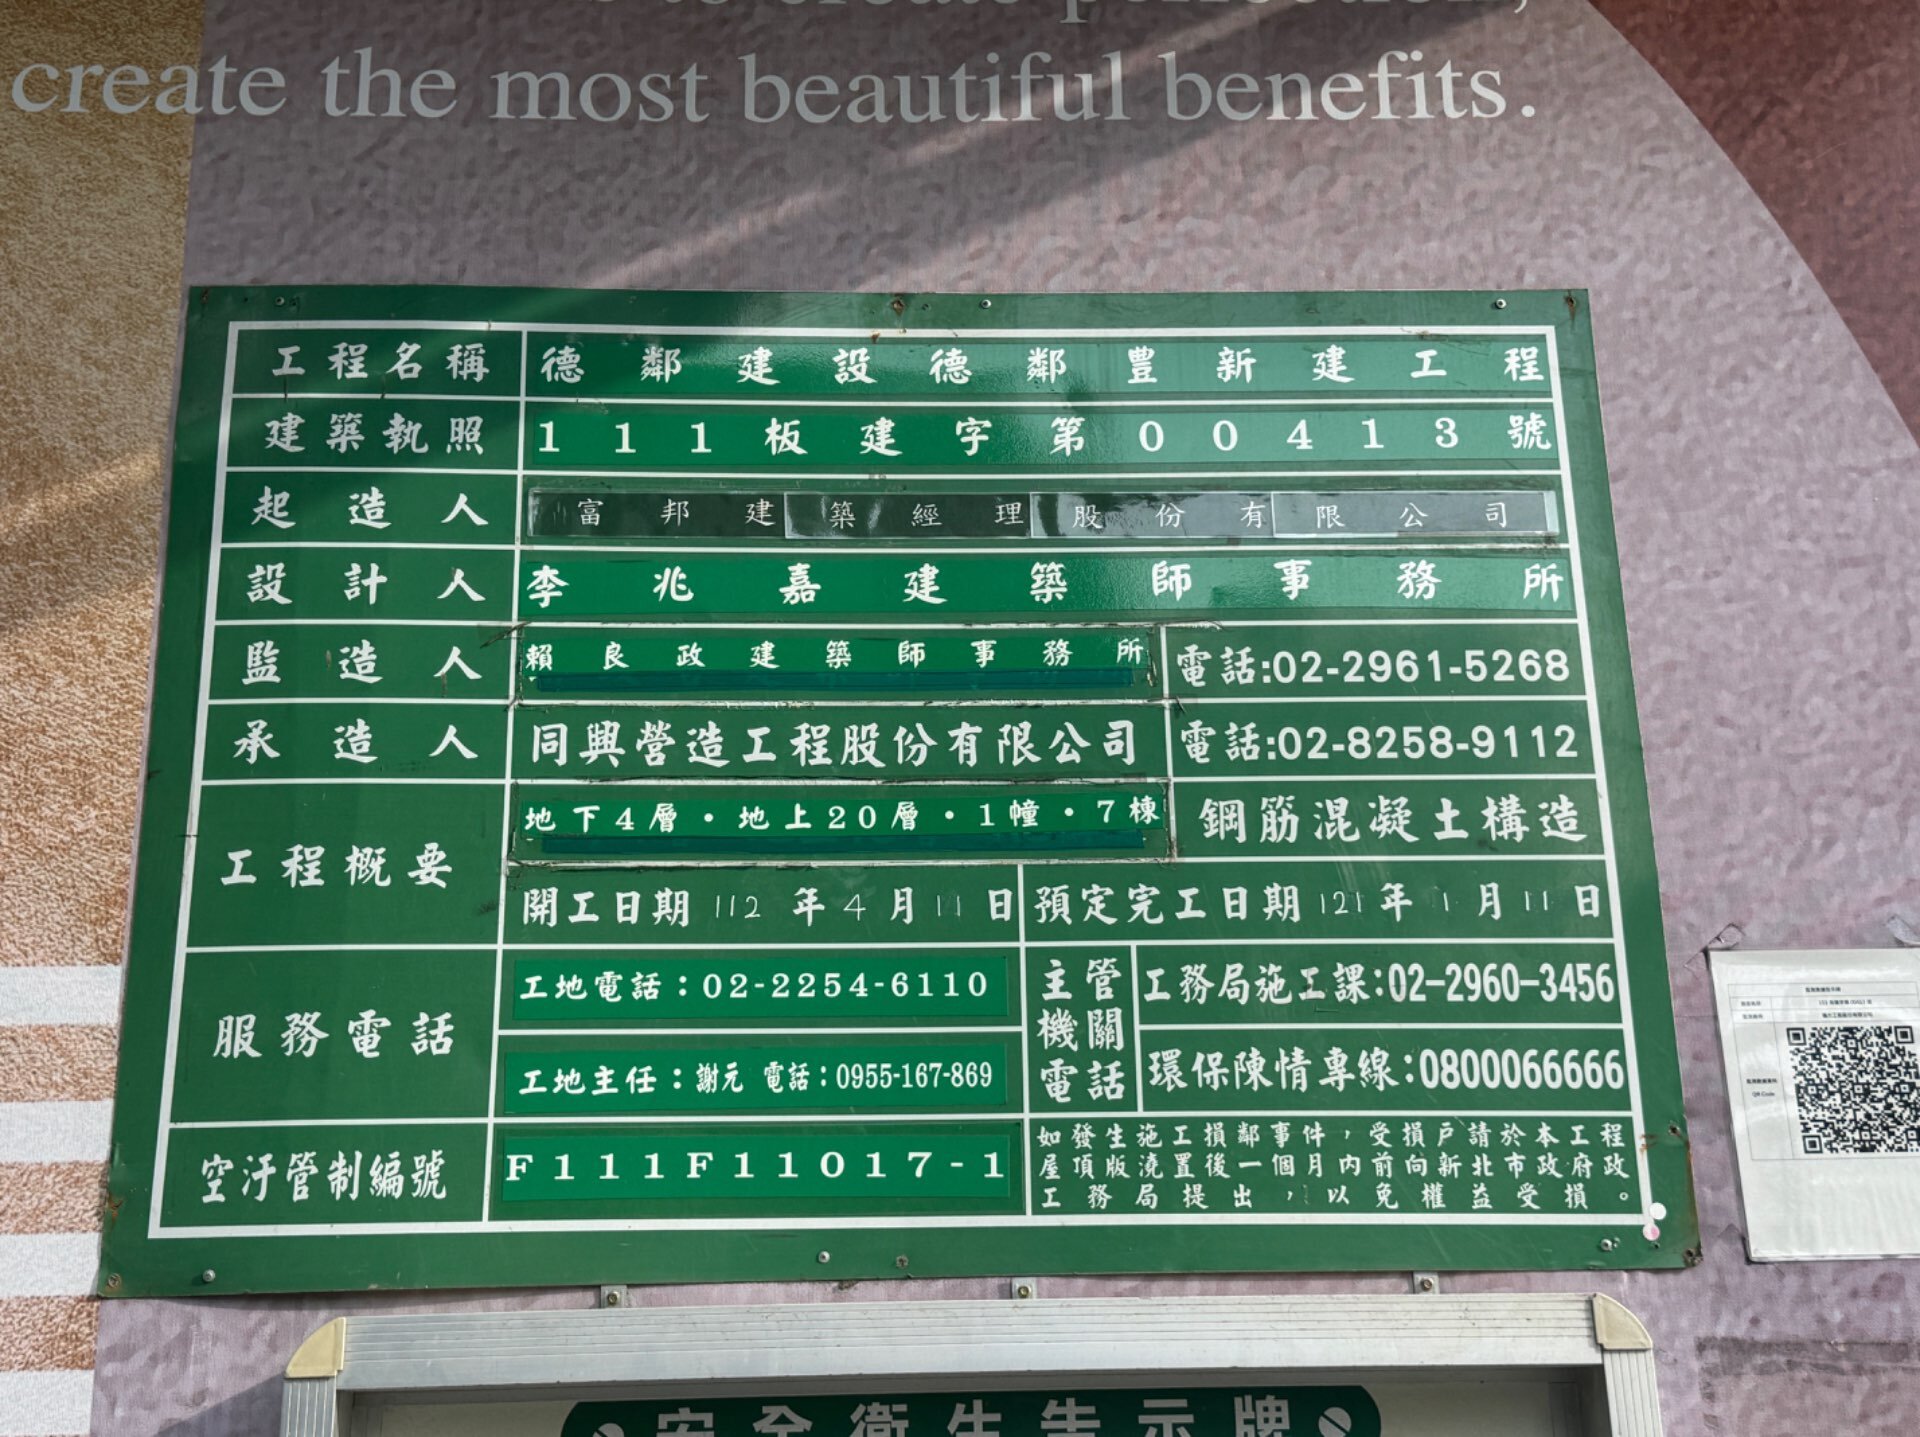 to create perfection,
create the most beautiful benefits.
工程名稱 德鄰建設德鄰豊新建工程
建築執照 111板建字第00413號
起造人 富邦建築經理股份有限公司
設計人 李兆嘉建築師事務所
監造人 賴良政建築師事務所 電話:02-2961-5268
承造人 同興營造工程股份有限公司 電話:02-8258-9112
工程概要 地下4層・地上20層・1幢・7棟 鋼筋混凝土構造
開工日期 112 年 4 月 11 日 預定完工日期 121 年 1 月 11 日
服務電話 工地電話：02-2254-6110 主管機關電話 工務局施工課:02-2960-3456
工地主任：謝元 電話：0955-167-869 環保陳情專線:0800066666
空汙管制編號 F111F11017-1
如發生施工損鄰事件，受損戶請於本工程
屋頂版澆置後一個月內前向新北市政府政
工務局提出，以免權益受損。
QR Code
安全衛生告示牌